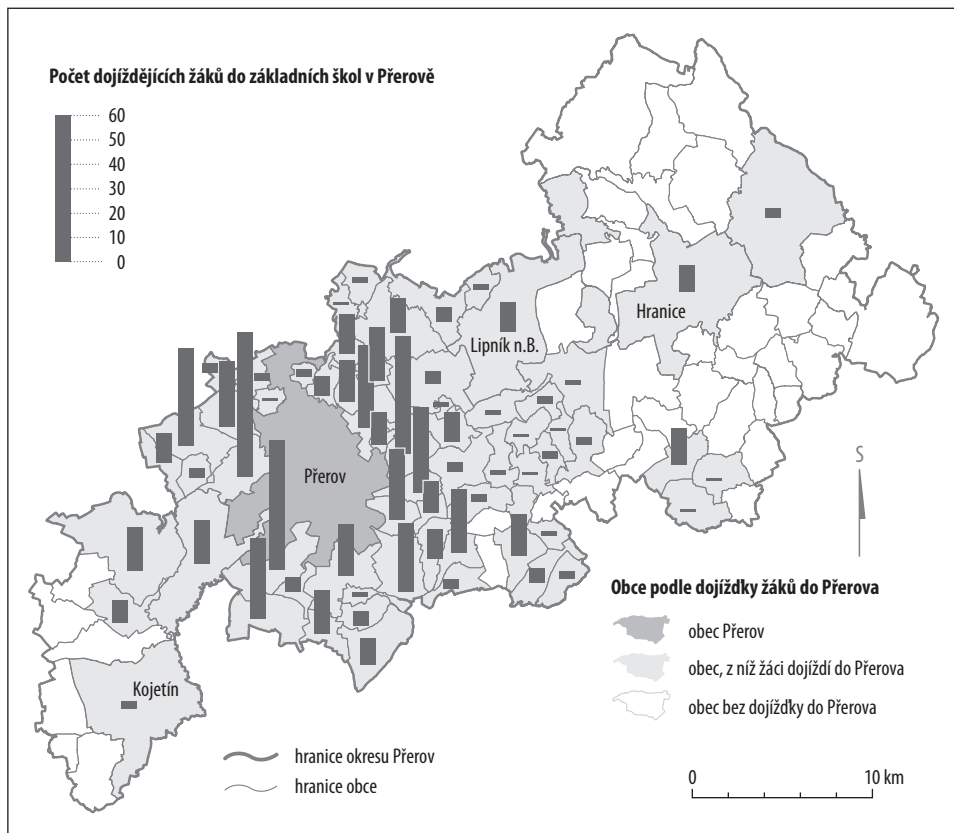 Počet dojíždějících žáků do základních škol v Přerově
60
50
40
30
20
10
0
Hranice
Lipník n.B.
Přerov
Kojetín
S
Obce podle dojížďky žáků do Přerova
obec Přerov
obec, z níž žáci dojíždí do Přerova
obec bez dojížďky do Přerova
hranice okresu Přerov
hranice obce
0 10 km